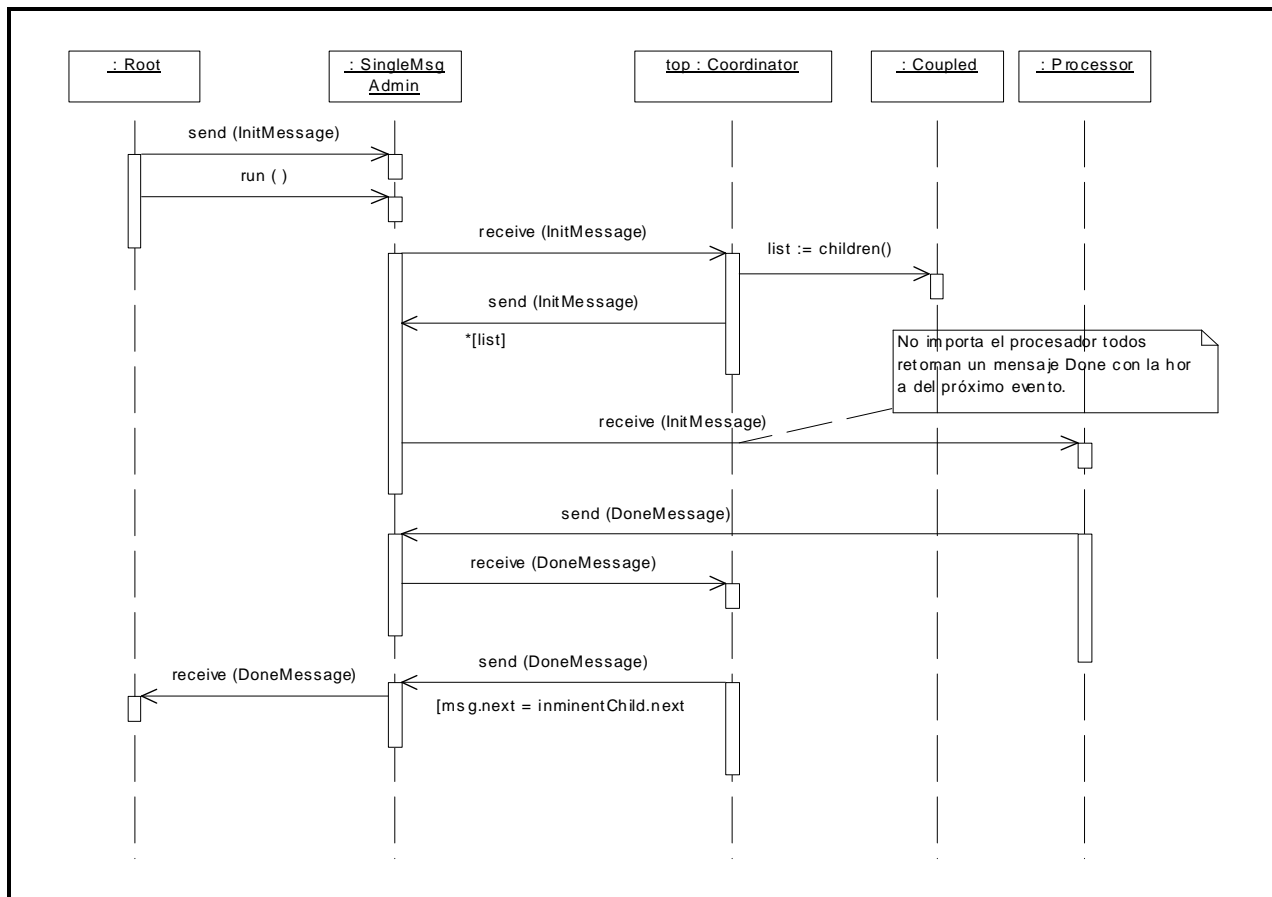 : Root
: SingleMsg
Admin
top : Coordinator
: Coupled
: Processor
send (InitMessage)
run ( )
receive (InitMessage)
list := children()
send (InitMessage)
*[list]
No importa el procesador todos
retornan un mensaje Done con la hor
a del próximo evento.
receive (InitMessage)
send (DoneMessage)
receive (DoneMessage)
send (DoneMessage)
receive (DoneMessage)
[msg.next = inminentChild.next